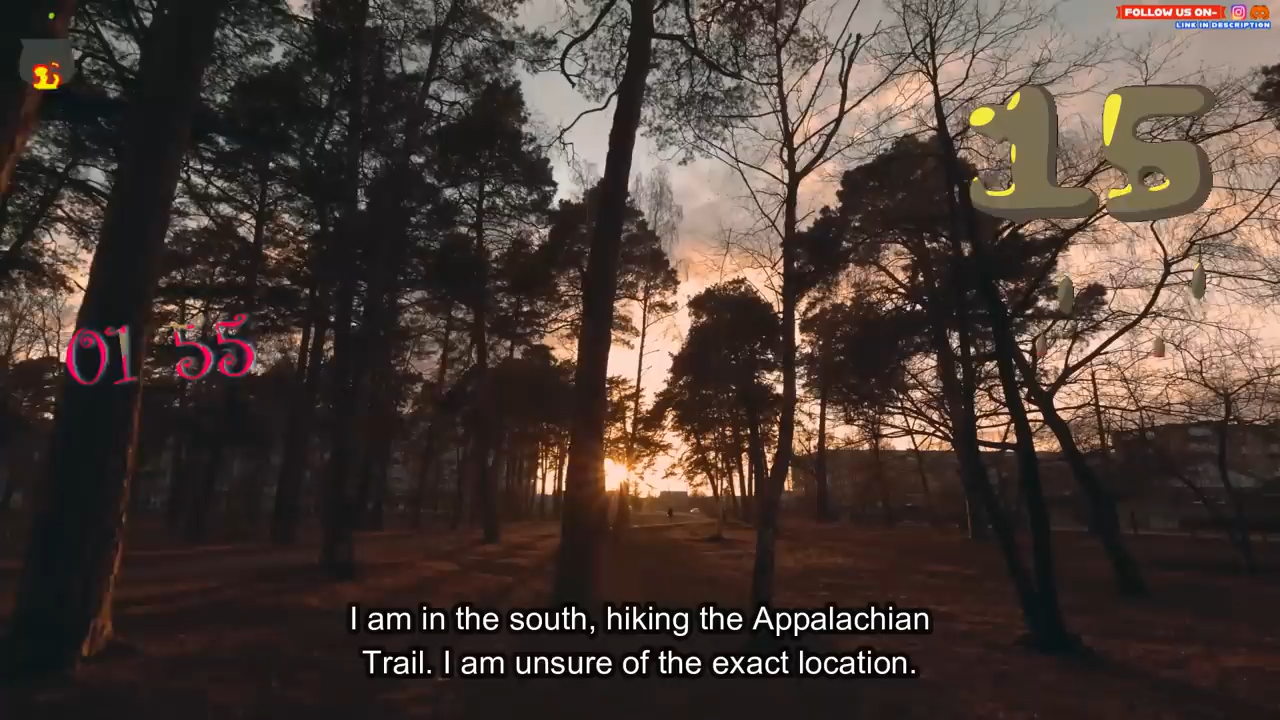 FOLLOW US ON-
LINK IN DESCRIPTION
15
01 55
I am in the south, hiking the Appalachian
Trail. I am unsure of the exact location.